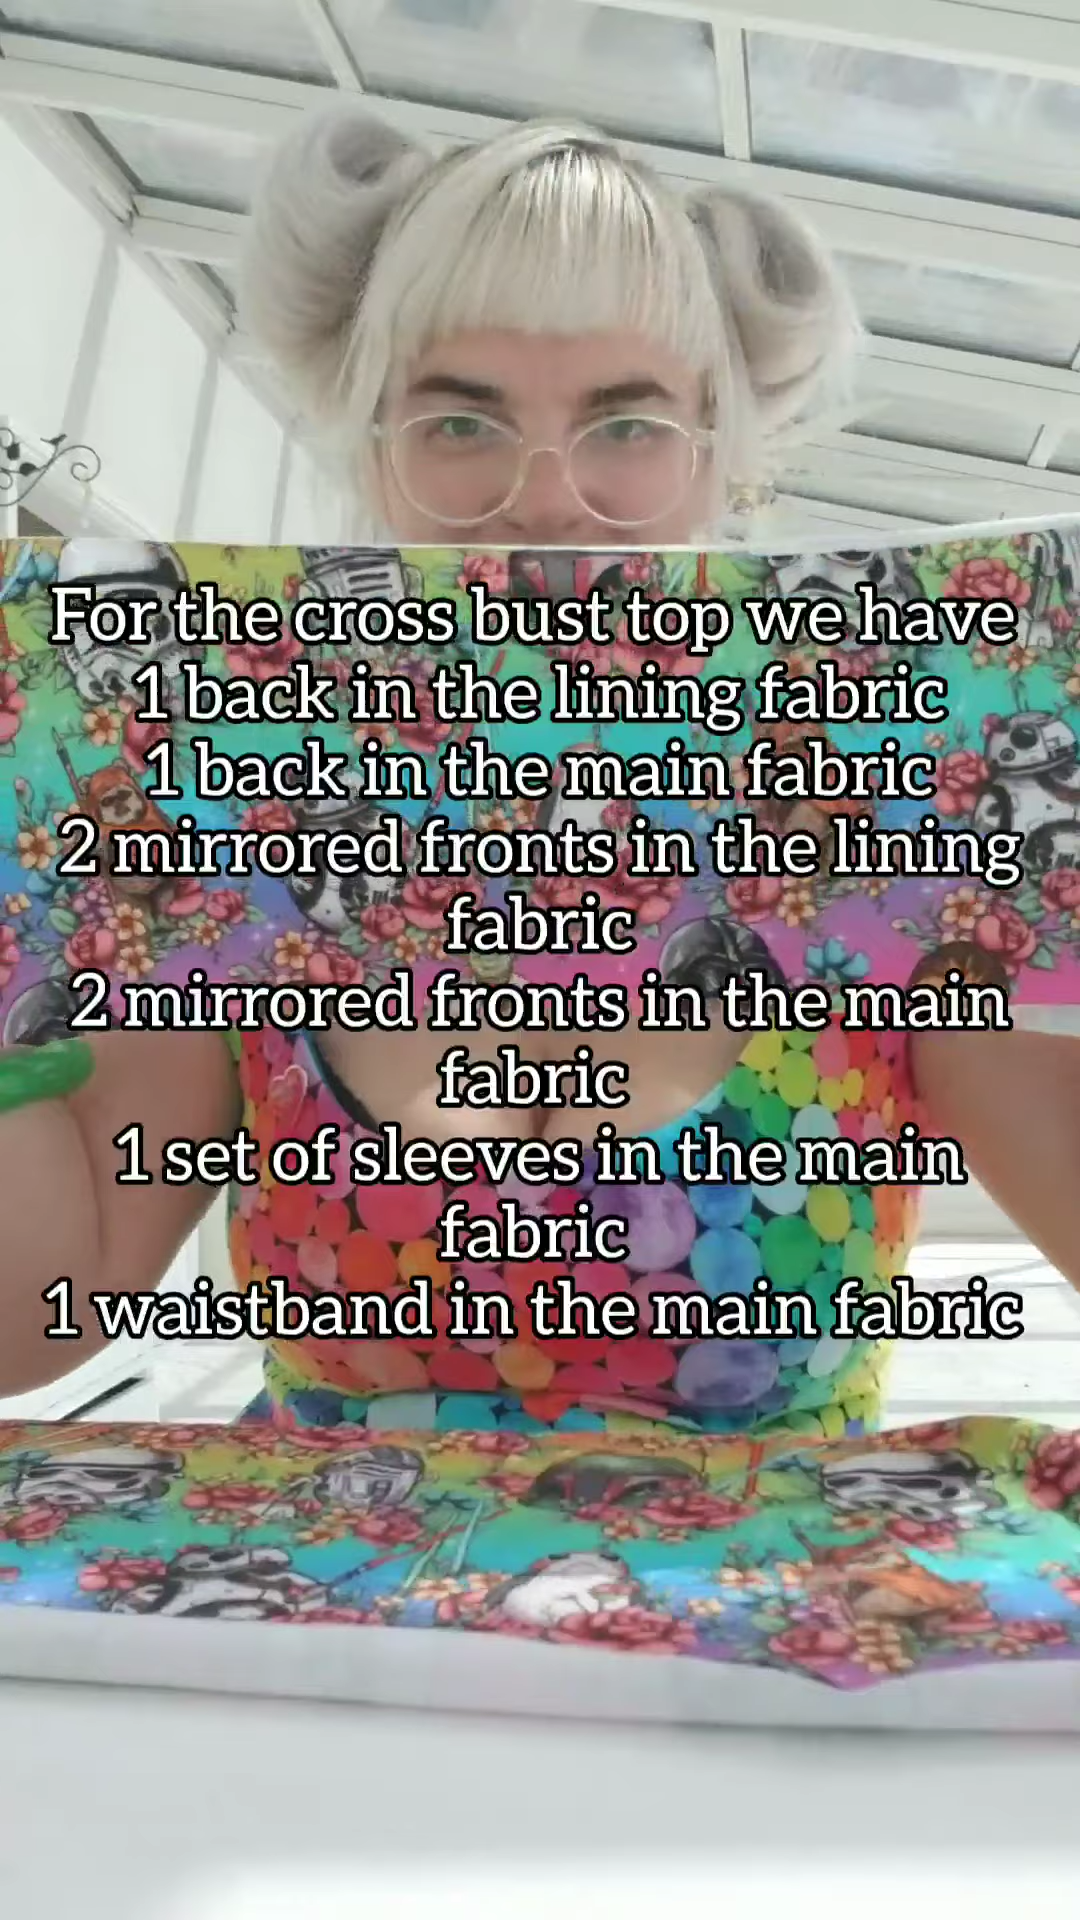 For the cross bust top we have
1 back in the lining fabric
1 back in the main fabric
2 mirrored fronts in the lining
fabric
2 mirrored fronts in the main
fabric
1 set of sleeves in the main
fabric
1 waistband in the main fabric